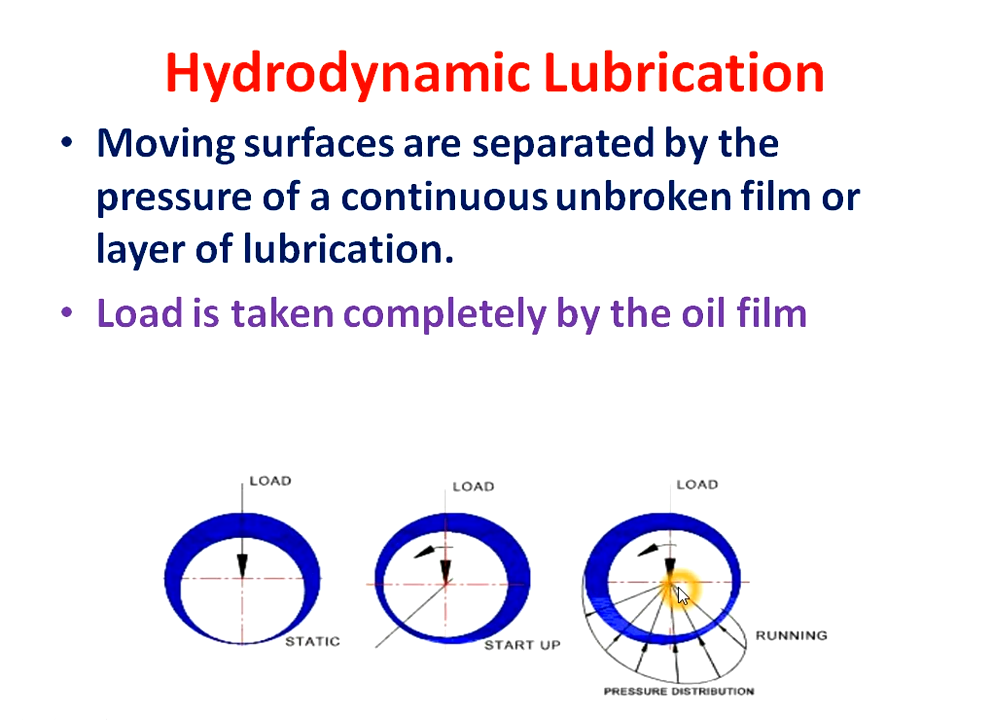 Hydrodynamic Lubrication
• Moving surfaces are separated by the
pressure of a continuous unbroken film or
layer of lubrication.
• Load is taken completely by the oil film
LOAD
LOAD
LOAD
STATIC
START UP
RUNNING
PRESSURE DISTRIBUTION